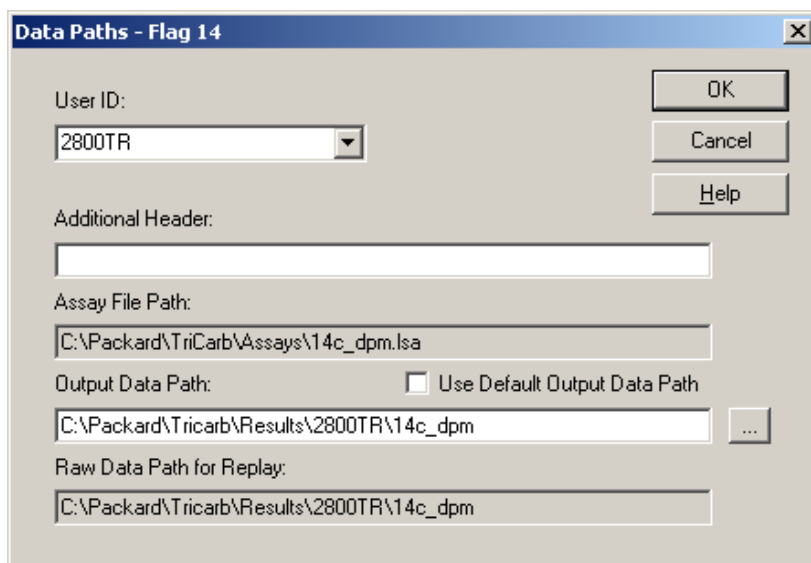 Data Paths - Flag 14
User ID:
2800TR
OK
Cancel
Help
Additional Header:
Assay File Path:
C:\Packard\TriCarb\Assays\14c_dpm.lsa
Output Data Path:
Use Default Output Data Path
C:\Packard\Tricarb\Results\2800TR\14c_dpm
...
Raw Data Path for Replay:
C:\Packard\Tricarb\Results\2800TR\14c_dpm